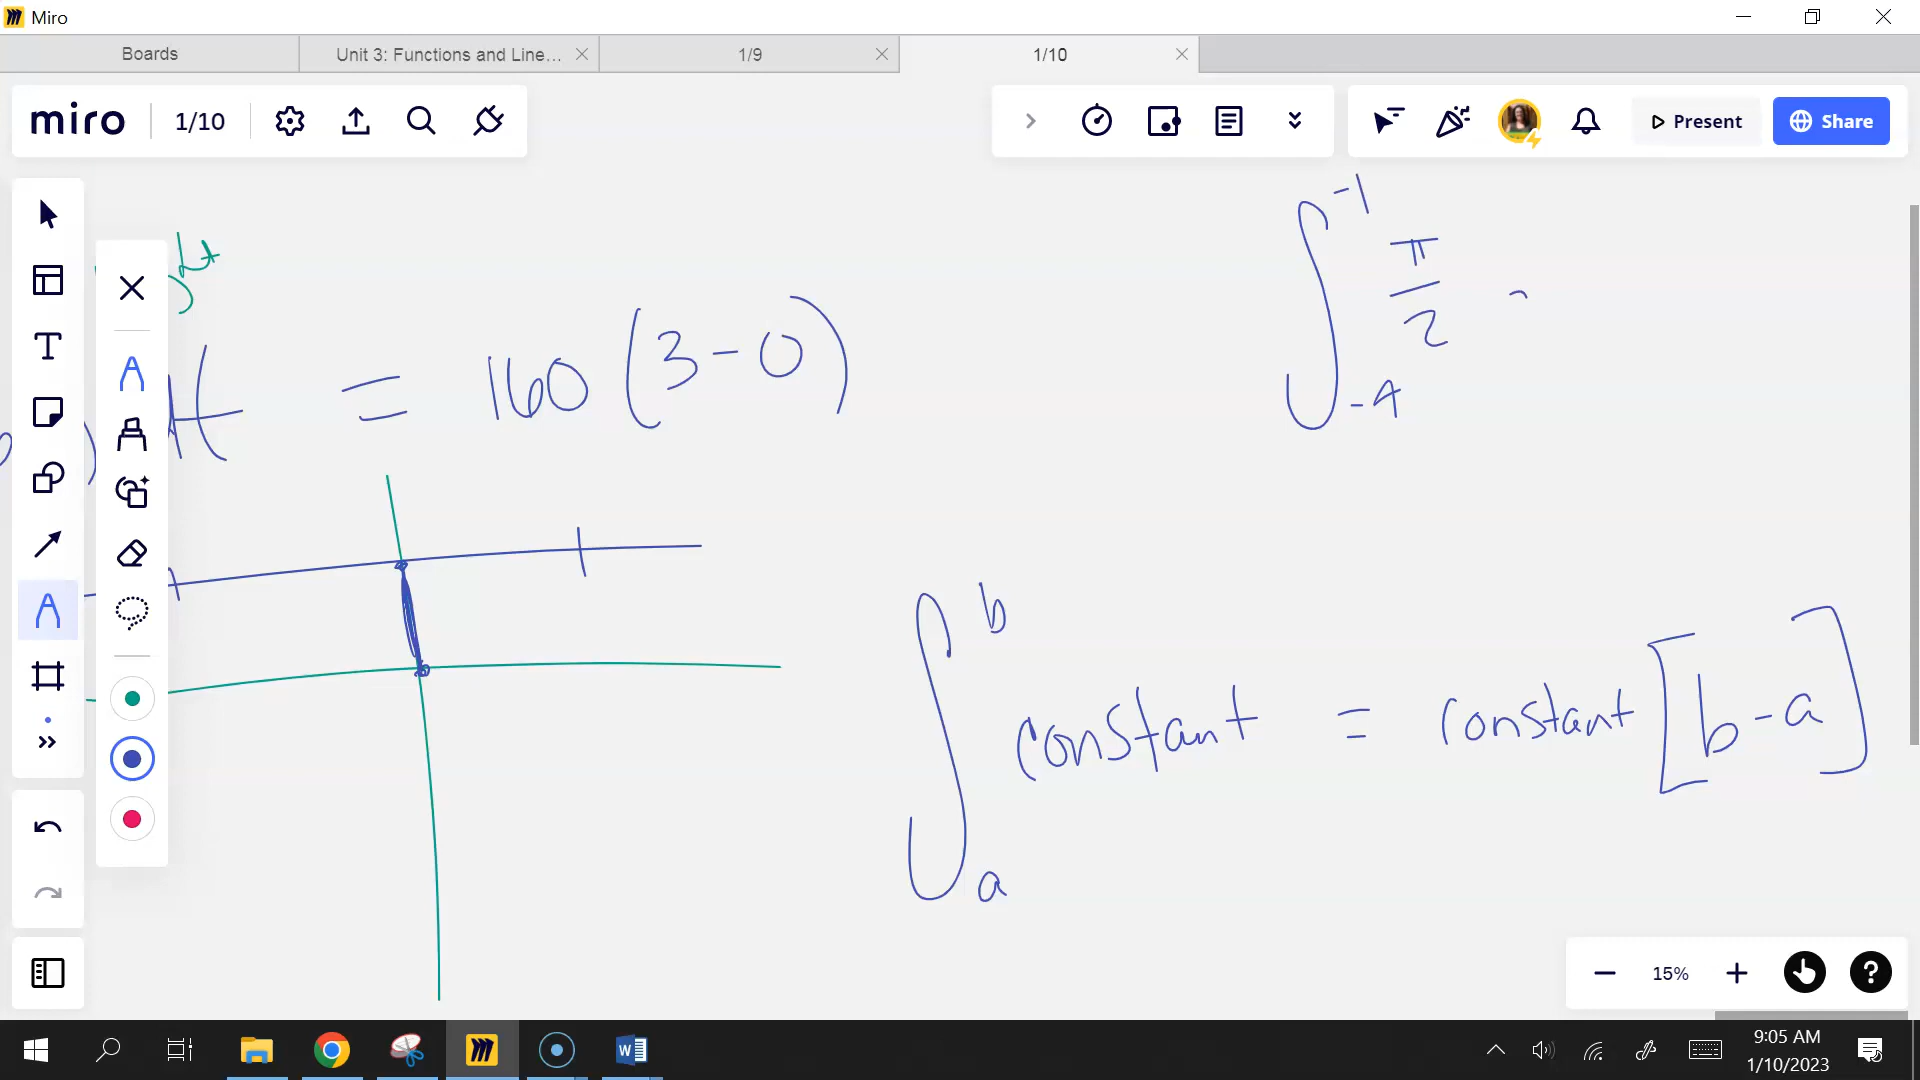 Miro
Boards
Unit 3: Functions and Line...
1/9
1/10
miro
1/10
Present
Share
= 160 (3 - 0)
∫_{-4}^{-1} π/2
∫_a^b constant = constant [b - a]
15%
9:05 AM
1/10/2023